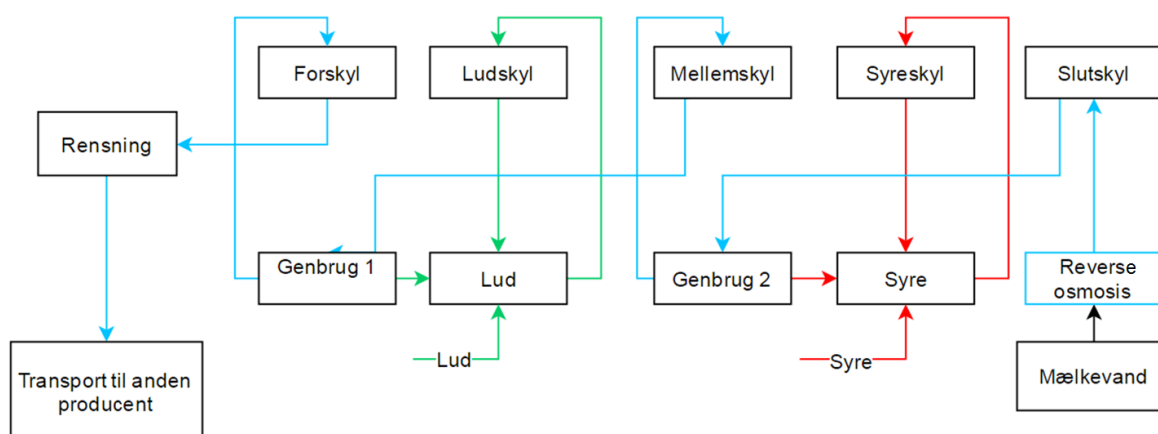 Forskyl
Ludskyl
Mellemskyl
Syreskyl
Slutskyl
Rensning
Genbrug 1
Lud
Genbrug 2
Syre
Reverse
osmosis
Lud
Syre
Mælkevand
Transport til anden
producent